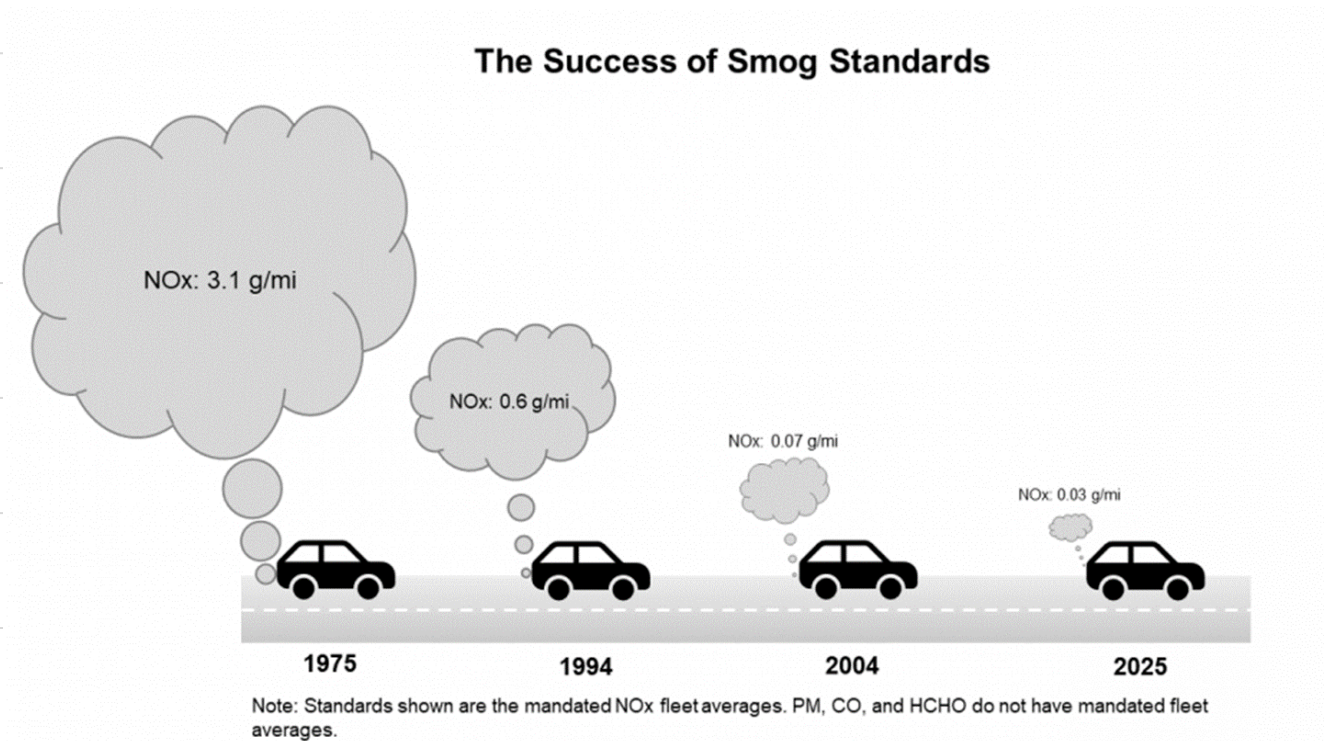 The Success of Smog Standards
NOx: 3.1 g/mi
NOx: 0.6 g/mi
NOx: 0.07 g/mi
NOx: 0.03 g/mi
1975
1994
2004
2025
Note: Standards shown are the mandated NOx fleet averages. PM, CO, and HCHO do not have mandated fleet
averages.